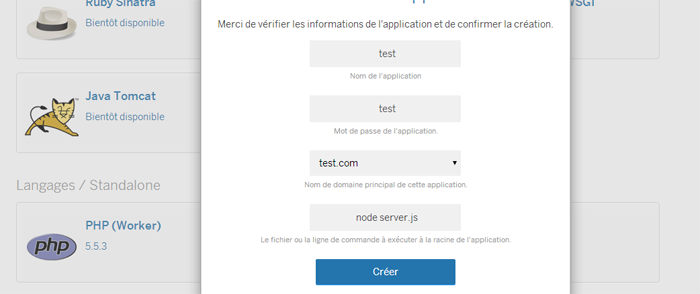 Ruby Sinatra
Bientôt disponible
Java Tomcat
Bientôt disponible
Langages / Standalone
php
PHP (Worker)
5.5.3
Merci de vérifier les informations de l'application et de confirmer la création.
test
Nom de l'application
test
Mot de passe de l'application.
test.com
Nom de domaine principal de cette application.
node server.js
Le fichier ou la ligne de commande à exécuter à la racine de l'application.
Créer
WSGI